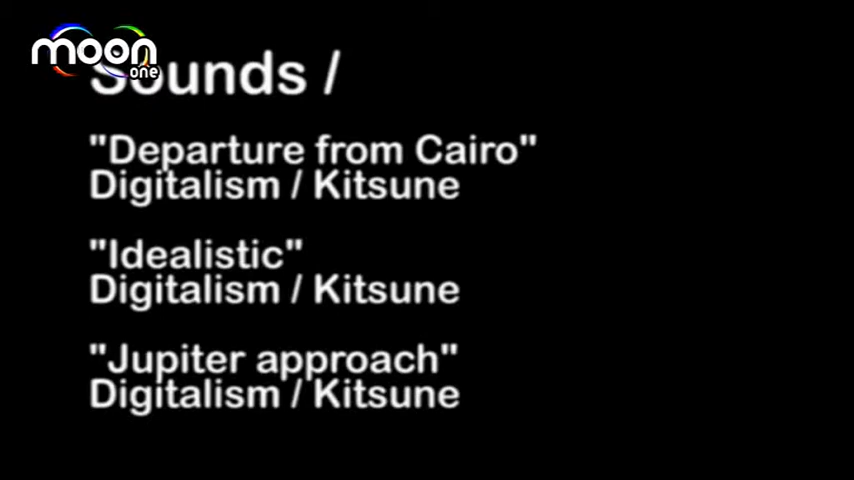 moon
one
Sounds /
"Departure from Cairo"
Digitalism / Kitsune
"Idealistic"
Digitalism / Kitsune
"Jupiter approach"
Digitalism / Kitsune